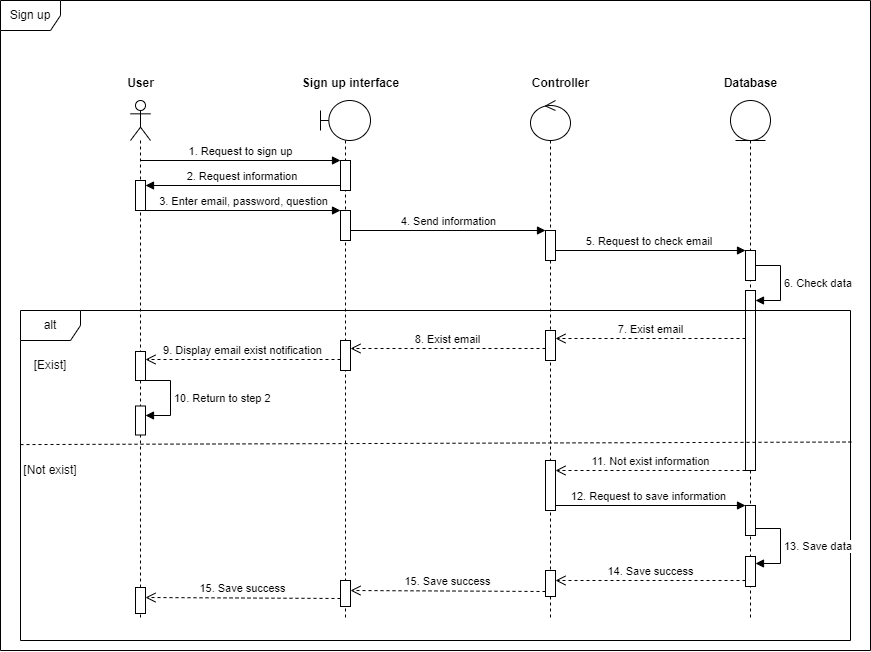 Sign up
User
Sign up interface
Controller
Database
1. Request to sign up
2. Request information
3. Enter email, password, question
4. Send information
5. Request to check email
6. Check data
alt
[Exist]
7. Exist email
8. Exist email
9. Display email exist notification
10. Return to step 2
[Not exist]
11. Not exist information
12. Request to save information
13. Save data
14. Save success
15. Save success
15. Save success